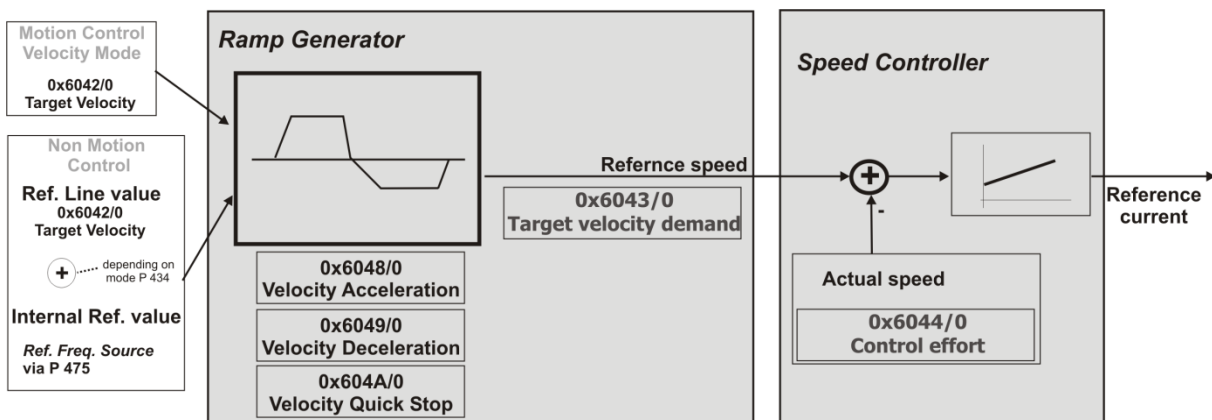 Motion Control
Velocity Mode
0x6042/0
Target Velocity
Non Motion
Control
Ref. Line value
0x6042/0
Target Velocity
+
depending on
mode P 434
Internal Ref. value
Ref. Freq. Source
via P 475
Ramp Generator
0x6048/0
Velocity Acceleration
0x6049/0
Velocity Deceleration
0x604A/0
Velocity Quick Stop
Refernce speed
0x6043/0
Target velocity demand
Speed Controller
+
-
Actual speed
0x6044/0
Control effort
Reference
current